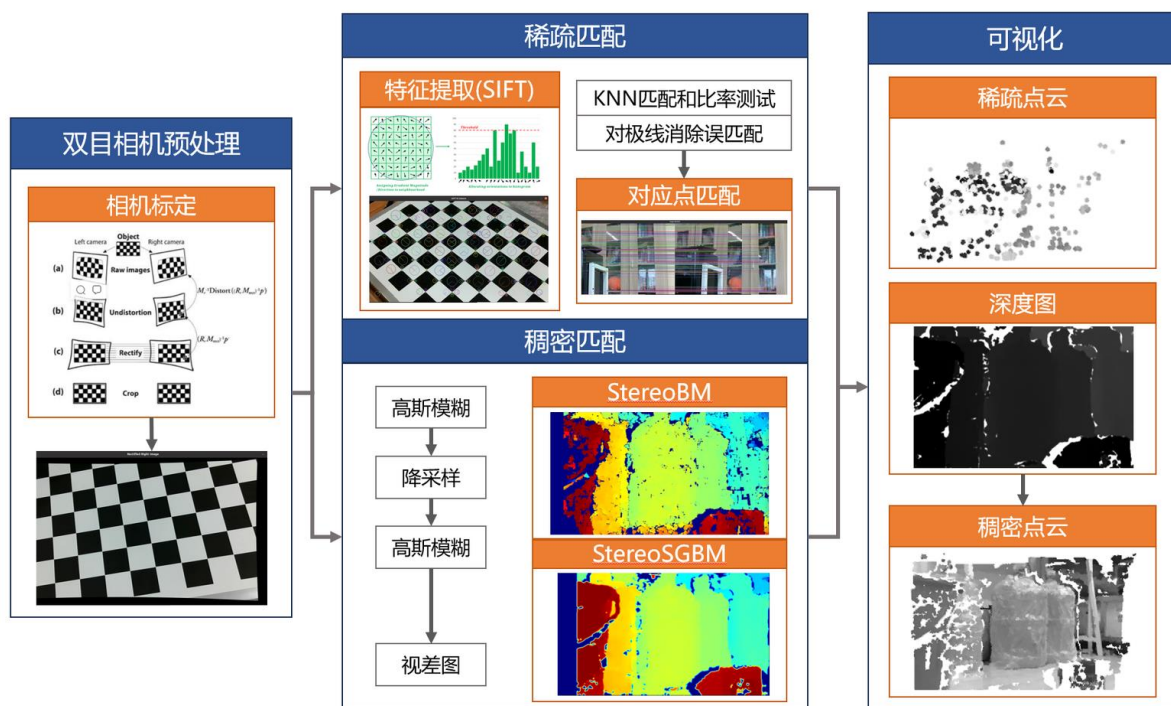 双目相机预处理
相机标定
Left camera
Object
Right camera
(a)
Raw images
(b)
Undistortion
(c)
Rectify
(d)
Crop
稀疏匹配
特征提取(SIFT)
Threshold
KNN匹配和比率测试
对极线消除误匹配
对应点匹配
稠密匹配
高斯模糊
降采样
高斯模糊
视差图
StereoBM
StereoSGBM
可视化
稀疏点云
深度图
稠密点云